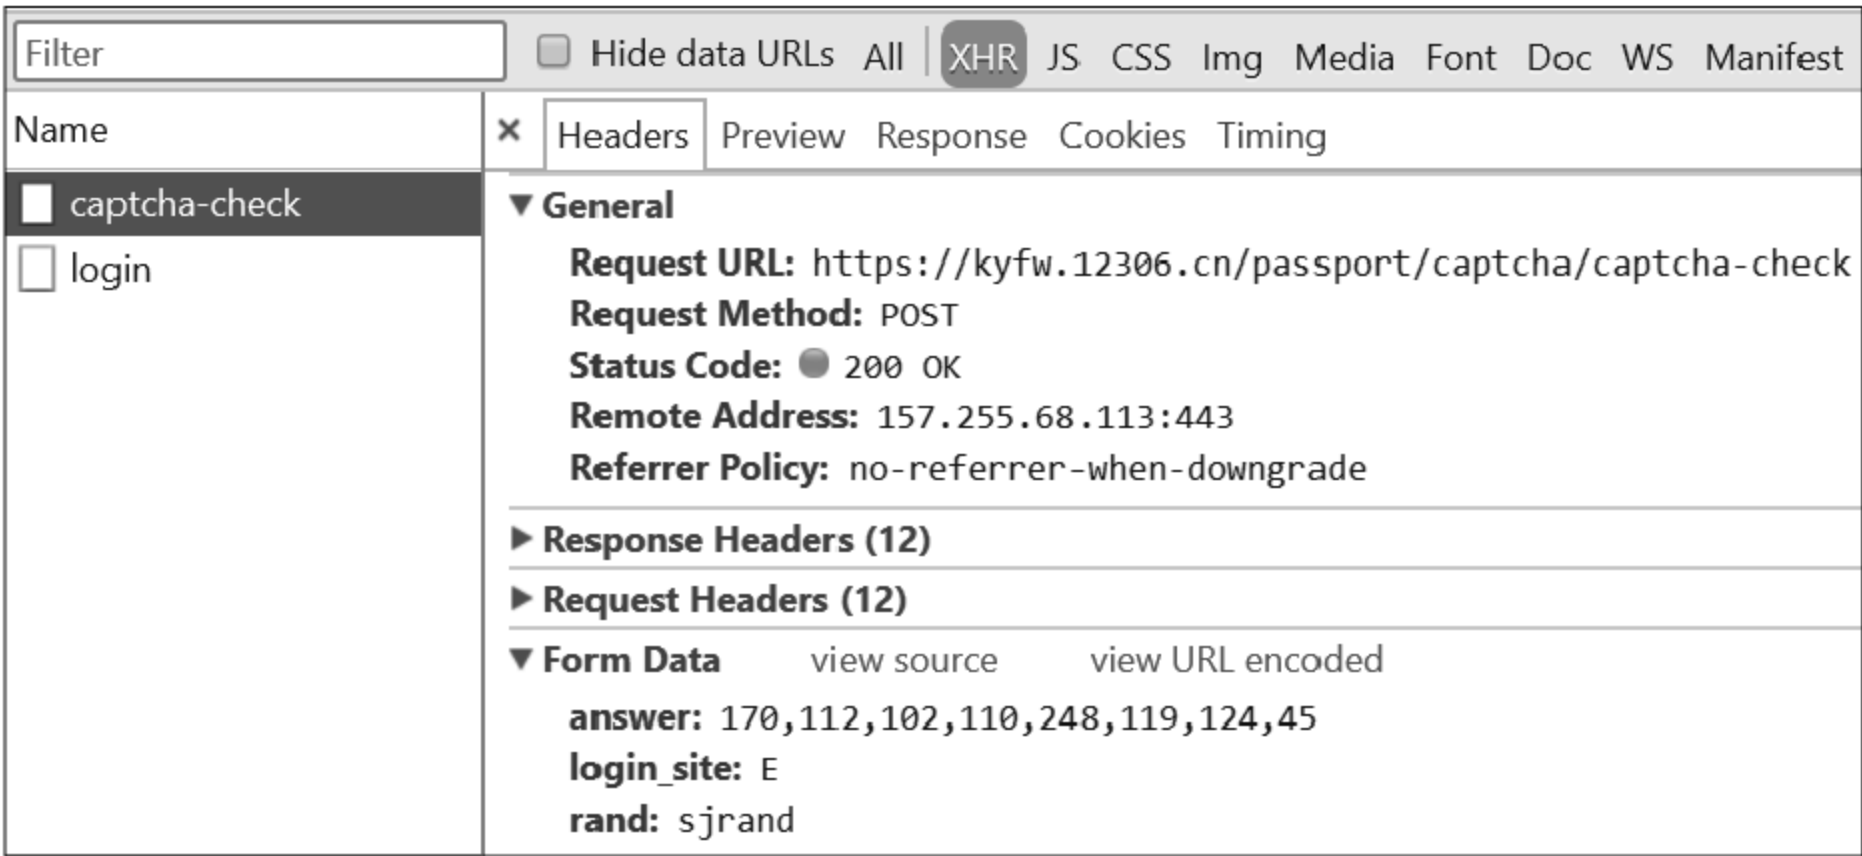 Filter Hide data URLs All XHR JS CSS Img Media Font Doc WS Manifest
Name
captcha-check
login
× Headers Preview Response Cookies Timing
▼ General
Request URL: https://kyfw.12306.cn/passport/captcha/captcha-check
Request Method: POST
Status Code: 200 OK
Remote Address: 157.255.68.113:443
Referrer Policy: no-referrer-when-downgrade
▶ Response Headers (12)
▶ Request Headers (12)
▼ Form Data view source view URL encoded
answer: 170,112,102,110,248,119,124,45
login_site: E
rand: sjrand